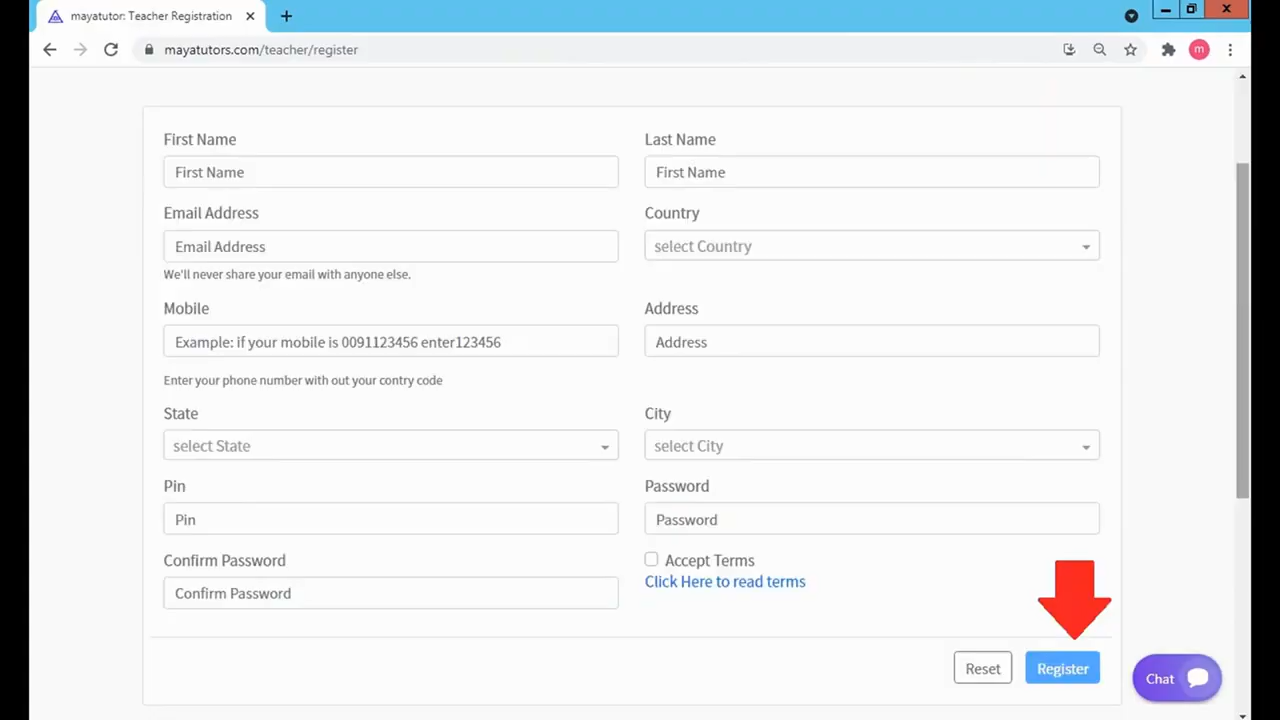 mayatutor: Teacher Registration
mayatutors.com/teacher/register
m
First Name
Last Name
First Name
First Name
Email Address
Country
Email Address
select Country
We'll never share your email with anyone else.
Mobile
Address
Example: if your mobile is 0091123456 enter123456
Address
Enter your phone number with out your contry code
State
City
select State
select City
Pin
Password
Pin
Password
Confirm Password
Accept Terms
Click Here to read terms
Confirm Password
Reset
Register
Chat